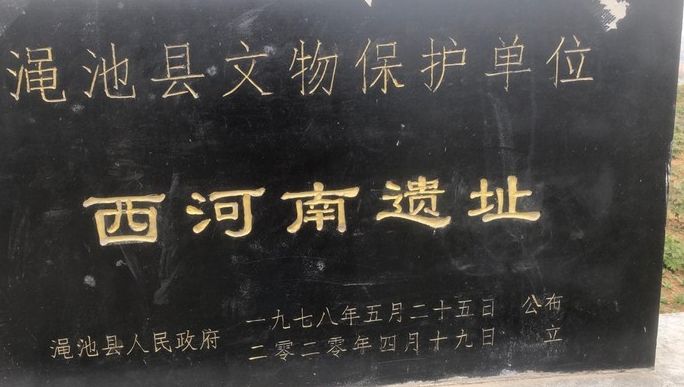 渑池县文物保护单位
西河南遗址
渑池县人民政府
一九七八年五月二十五日 公布
二零二零年四月十九日 立